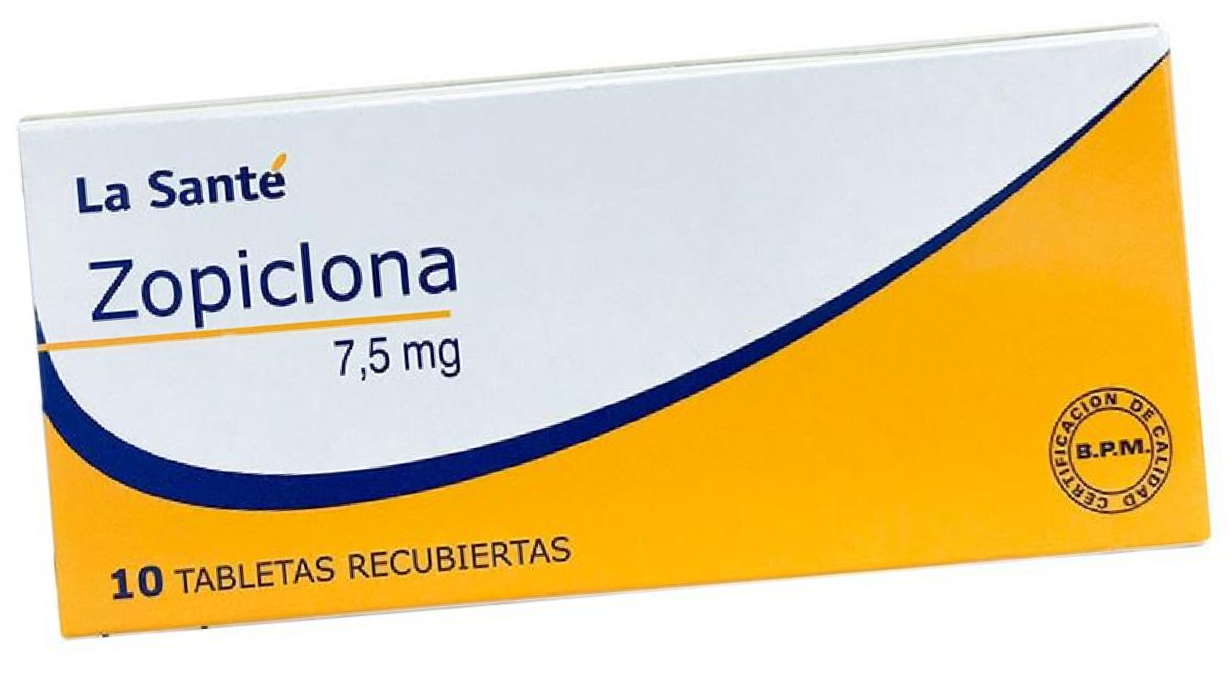 La Santé
Zopiclona
7,5 mg
CERTIFICACION DE CALIDAD
B.P.M.
10 TABLETAS RECUBIERTAS